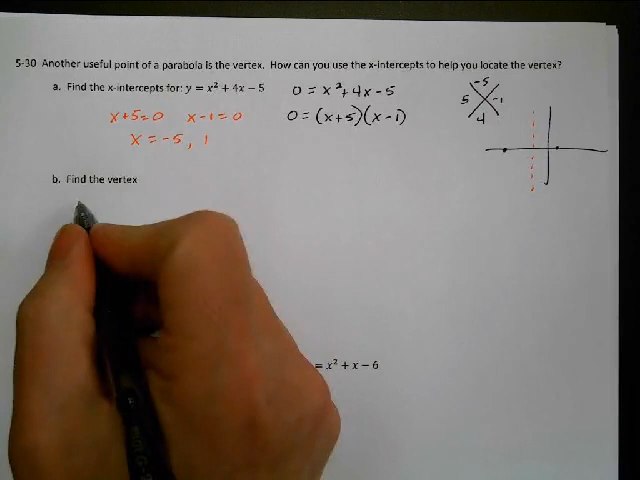 5-30 Another useful point of a parabola is the vertex. How can you use the x-intercepts to help you locate the vertex?
a. Find the x-intercepts for: y = x² + 4x − 5
0 = x² + 4x - 5
-5
5 -1
4
x+5=0 x-1=0
0 = (x+5)(x-1)
x = -5, 1
b. Find the vertex
= x² + x − 6